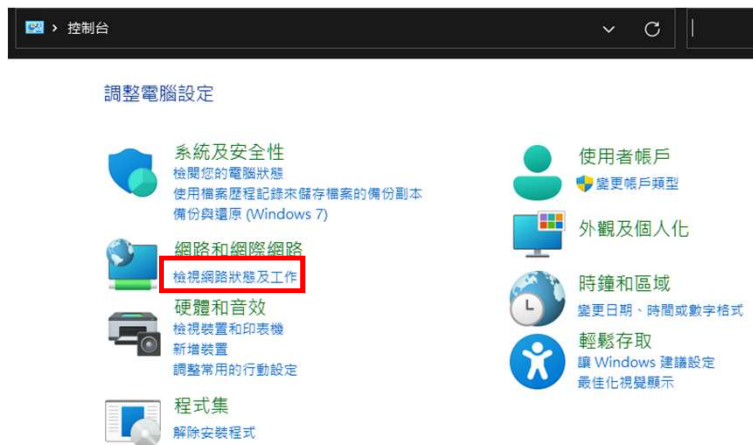 控制台
調整電腦設定
系統及安全性
檢閱您的電腦狀態
使用檔案歷程記錄來儲存檔案的備份副本
備份與還原 (Windows 7)
網路和網際網路
檢視網路狀態及工作
硬體和音效
檢視裝置和印表機
新增裝置
調整常用的行動設定
程式集
解除安裝程式
使用者帳戶
變更帳戶類型
外觀及個人化
時鐘和區域
變更日期、時間或數字格式
輕鬆存取
讓 Windows 建議設定
最佳化視覺顯示